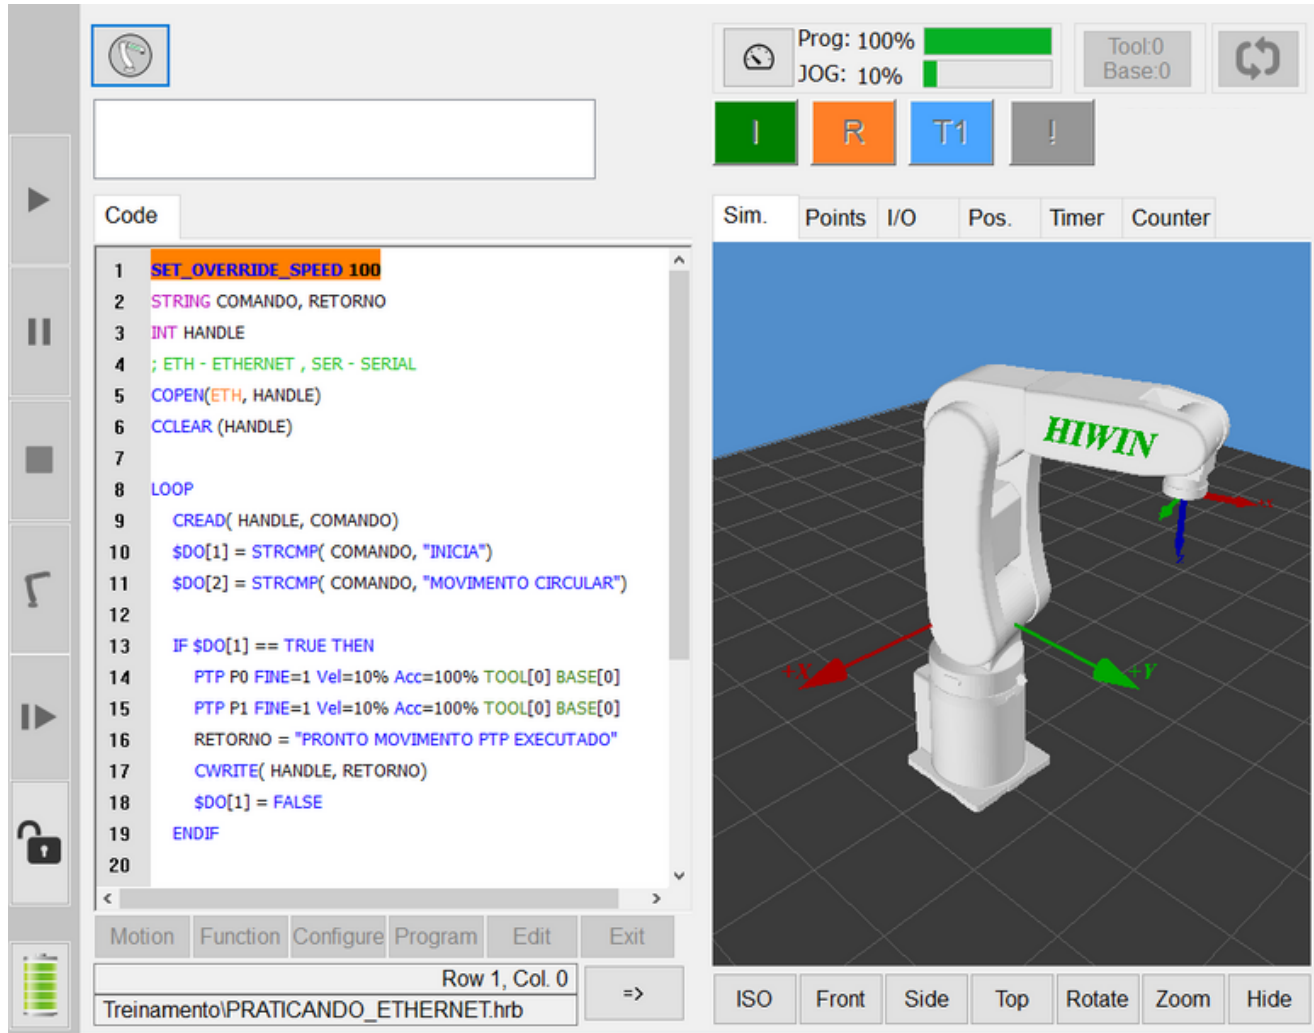 Prog: 100%
JOG: 10%
Tool:0
Base:0
I
R
T1
!
Code
1 SET_OVERRIDE_SPEED 100
2 STRING COMANDO, RETORNO
3 INT HANDLE
4 ; ETH - ETHERNET , SER - SERIAL
5 COPEN(ETH, HANDLE)
6 CCLEAR (HANDLE)
7
8 LOOP
9 CREAD( HANDLE, COMANDO)
10 $DO[1] = STRCMP( COMANDO, "INICIA")
11 $DO[2] = STRCMP( COMANDO, "MOVIMENTO CIRCULAR")
12
13 IF $DO[1] == TRUE THEN
14 PTP P0 FINE=1 Vel=10% Acc=100% TOOL[0] BASE[0]
15 PTP P1 FINE=1 Vel=10% Acc=100% TOOL[0] BASE[0]
16 RETORNO = "PRONTO MOVIMENTO PTP EXECUTADO"
17 CWRITE( HANDLE, RETORNO)
18 $DO[1] = FALSE
19 ENDIF
20
Motion Function Configure Program Edit Exit
Row 1, Col. 0
Treinamento\PRATICANDO_ETHERNET.hrb
=>
Sim. Points I/O Pos. Timer Counter
HIWIN
+X
+Y
ISO Front Side Top Rotate Zoom Hide